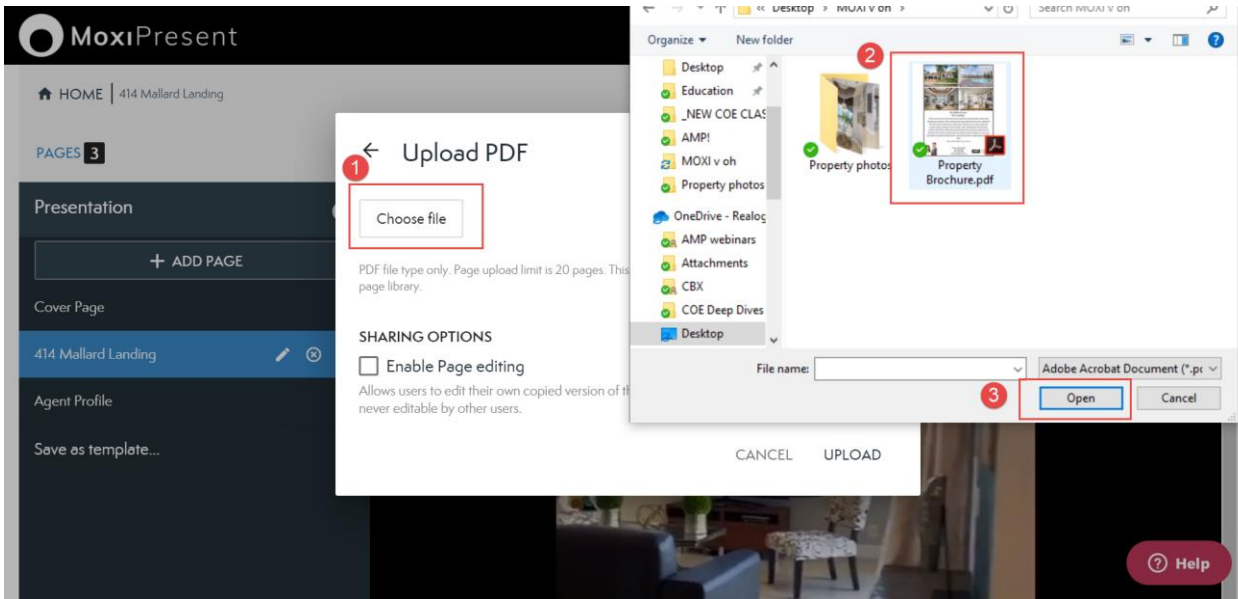 MoxiPresent
HOME | 414 Mallard Landing
PAGES 3
Presentation
+ ADD PAGE
Cover Page
414 Mallard Landing
Agent Profile
Save as template...
1
← Upload PDF
Choose file
PDF file type only. Page upload limit is 20 pages. This
page library.
SHARING OPTIONS
Enable Page editing
Allows users to edit their own copied version of
never editable by other users.
CANCEL UPLOAD
« Desktop > MOXI v oh >
Search MOXI v oh
Organize New folder
2
Desktop
Education
_NEW COE CLAS
AMP!
MOXI v oh
Property photos
OneDrive - Realog
AMP webinars
Attachments
CBX
COE Deep Dives
Desktop
Property photos
Property
Brochure.pdf
File name:
Adobe Acrobat Document (*.pc
3
Open Cancel
? Help